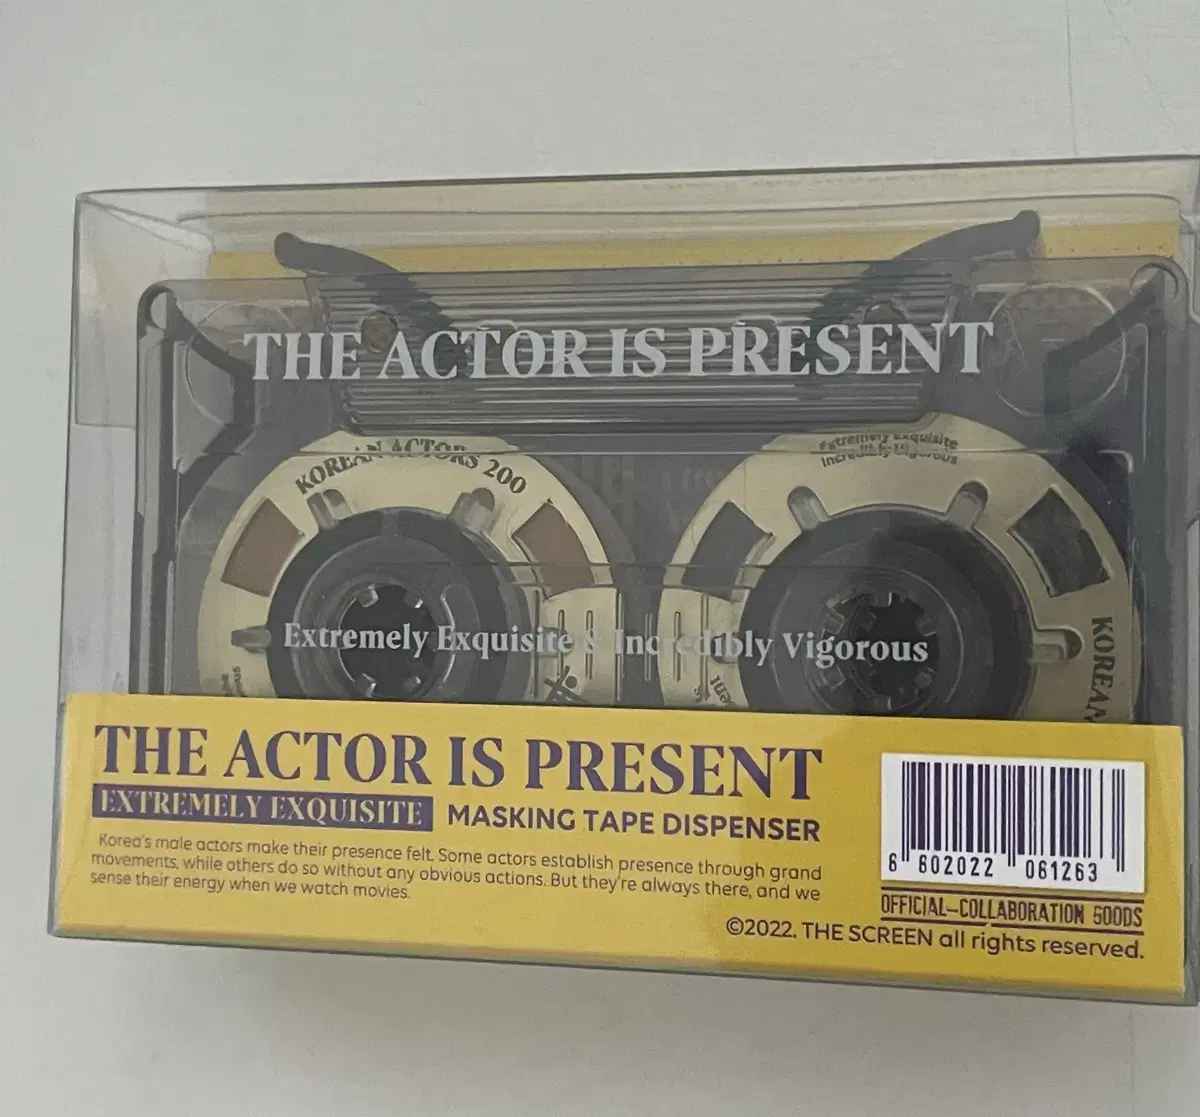 THE ACTOR IS PRESENT
KOREAN ACTORS 200
Extremely Exquisite
Incredibly Vigorous
Extremely Exquisite & Incredibly Vigorous
KOREAN
THE ACTOR IS PRESENT
EXTREMELY EXQUISITE MASKING TAPE DISPENSER
Korea's male actors make their presence felt. Some actors establish presence through grand
movements, while others do so without any obvious actions. But they're always there, and we
sense their energy when we watch movies.
6 602022 061263
OFFICIAL-COLLABORATION GOODS
©2022. THE SCREEN all rights reserved.